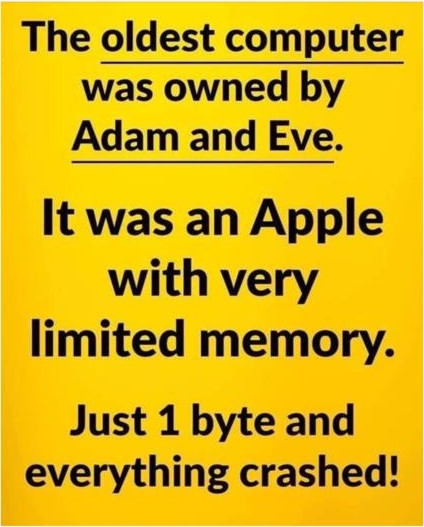 The oldest computer
was owned by
Adam and Eve.
It was an Apple
with very
limited memory.
Just 1 byte and
everything crashed!